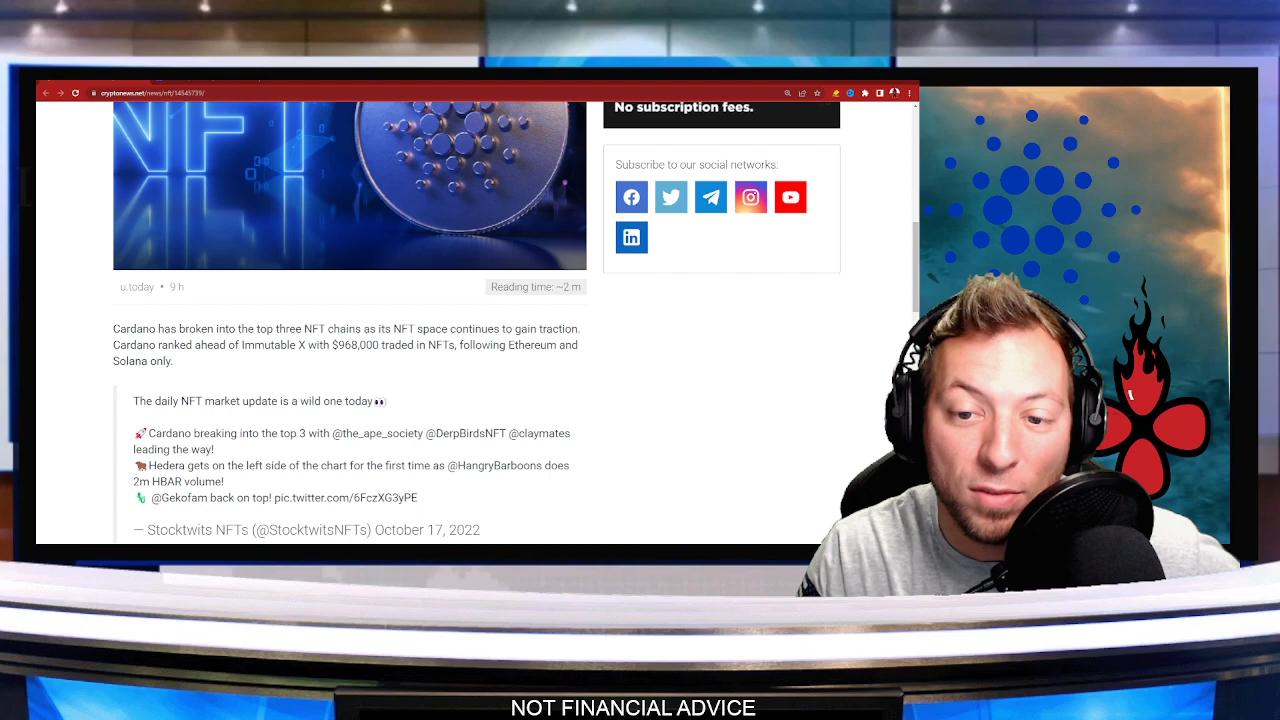 cryptonews.net/news/nft/14545739/
NFT
No subscription fees.
Subscribe to our social networks:
in
u.today • 9 h
Reading time: ~2 m
Cardano has broken into the top three NFT chains as its NFT space continues to gain traction.
Cardano ranked ahead of Immutable X with $968,000 traded in NFTs, following Ethereum and
Solana only.
The daily NFT market update is a wild one today👀
🚀Cardano breaking into the top 3 with @the_ape_society @DerpBirdsNFT @claymates
leading the way!
🐂Hedera gets on the left side of the chart for the first time as @HangryBarboons does
2m HBAR volume!
🦎 @Gekofam back on top! pic.twitter.com/6FczXG3yPE
— Stocktwits NFTs (@StocktwitsNFTs) October 17, 2022
NOT FINANCIAL ADVICE